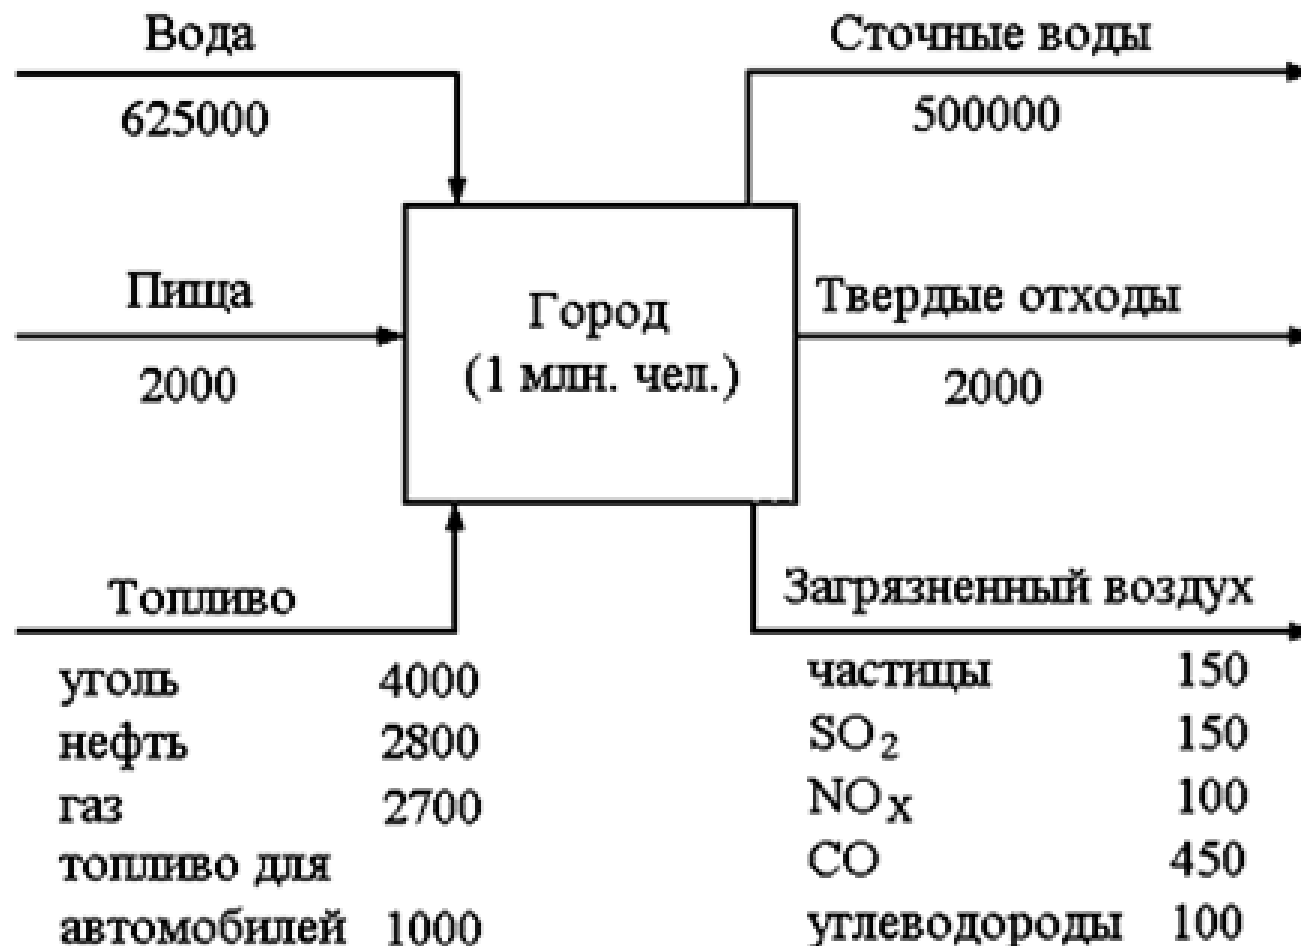 Вода
625000
Сточные воды
500000
Пища
2000
Город
(1 млн. чел.)
Твердые отходы
2000
Топливо
уголь 4000
нефть 2800
газ 2700
топливо для
автомобилей 1000
Загрязненный воздух
частицы 150
SO2 150
NOX 100
CO 450
углеводороды 100